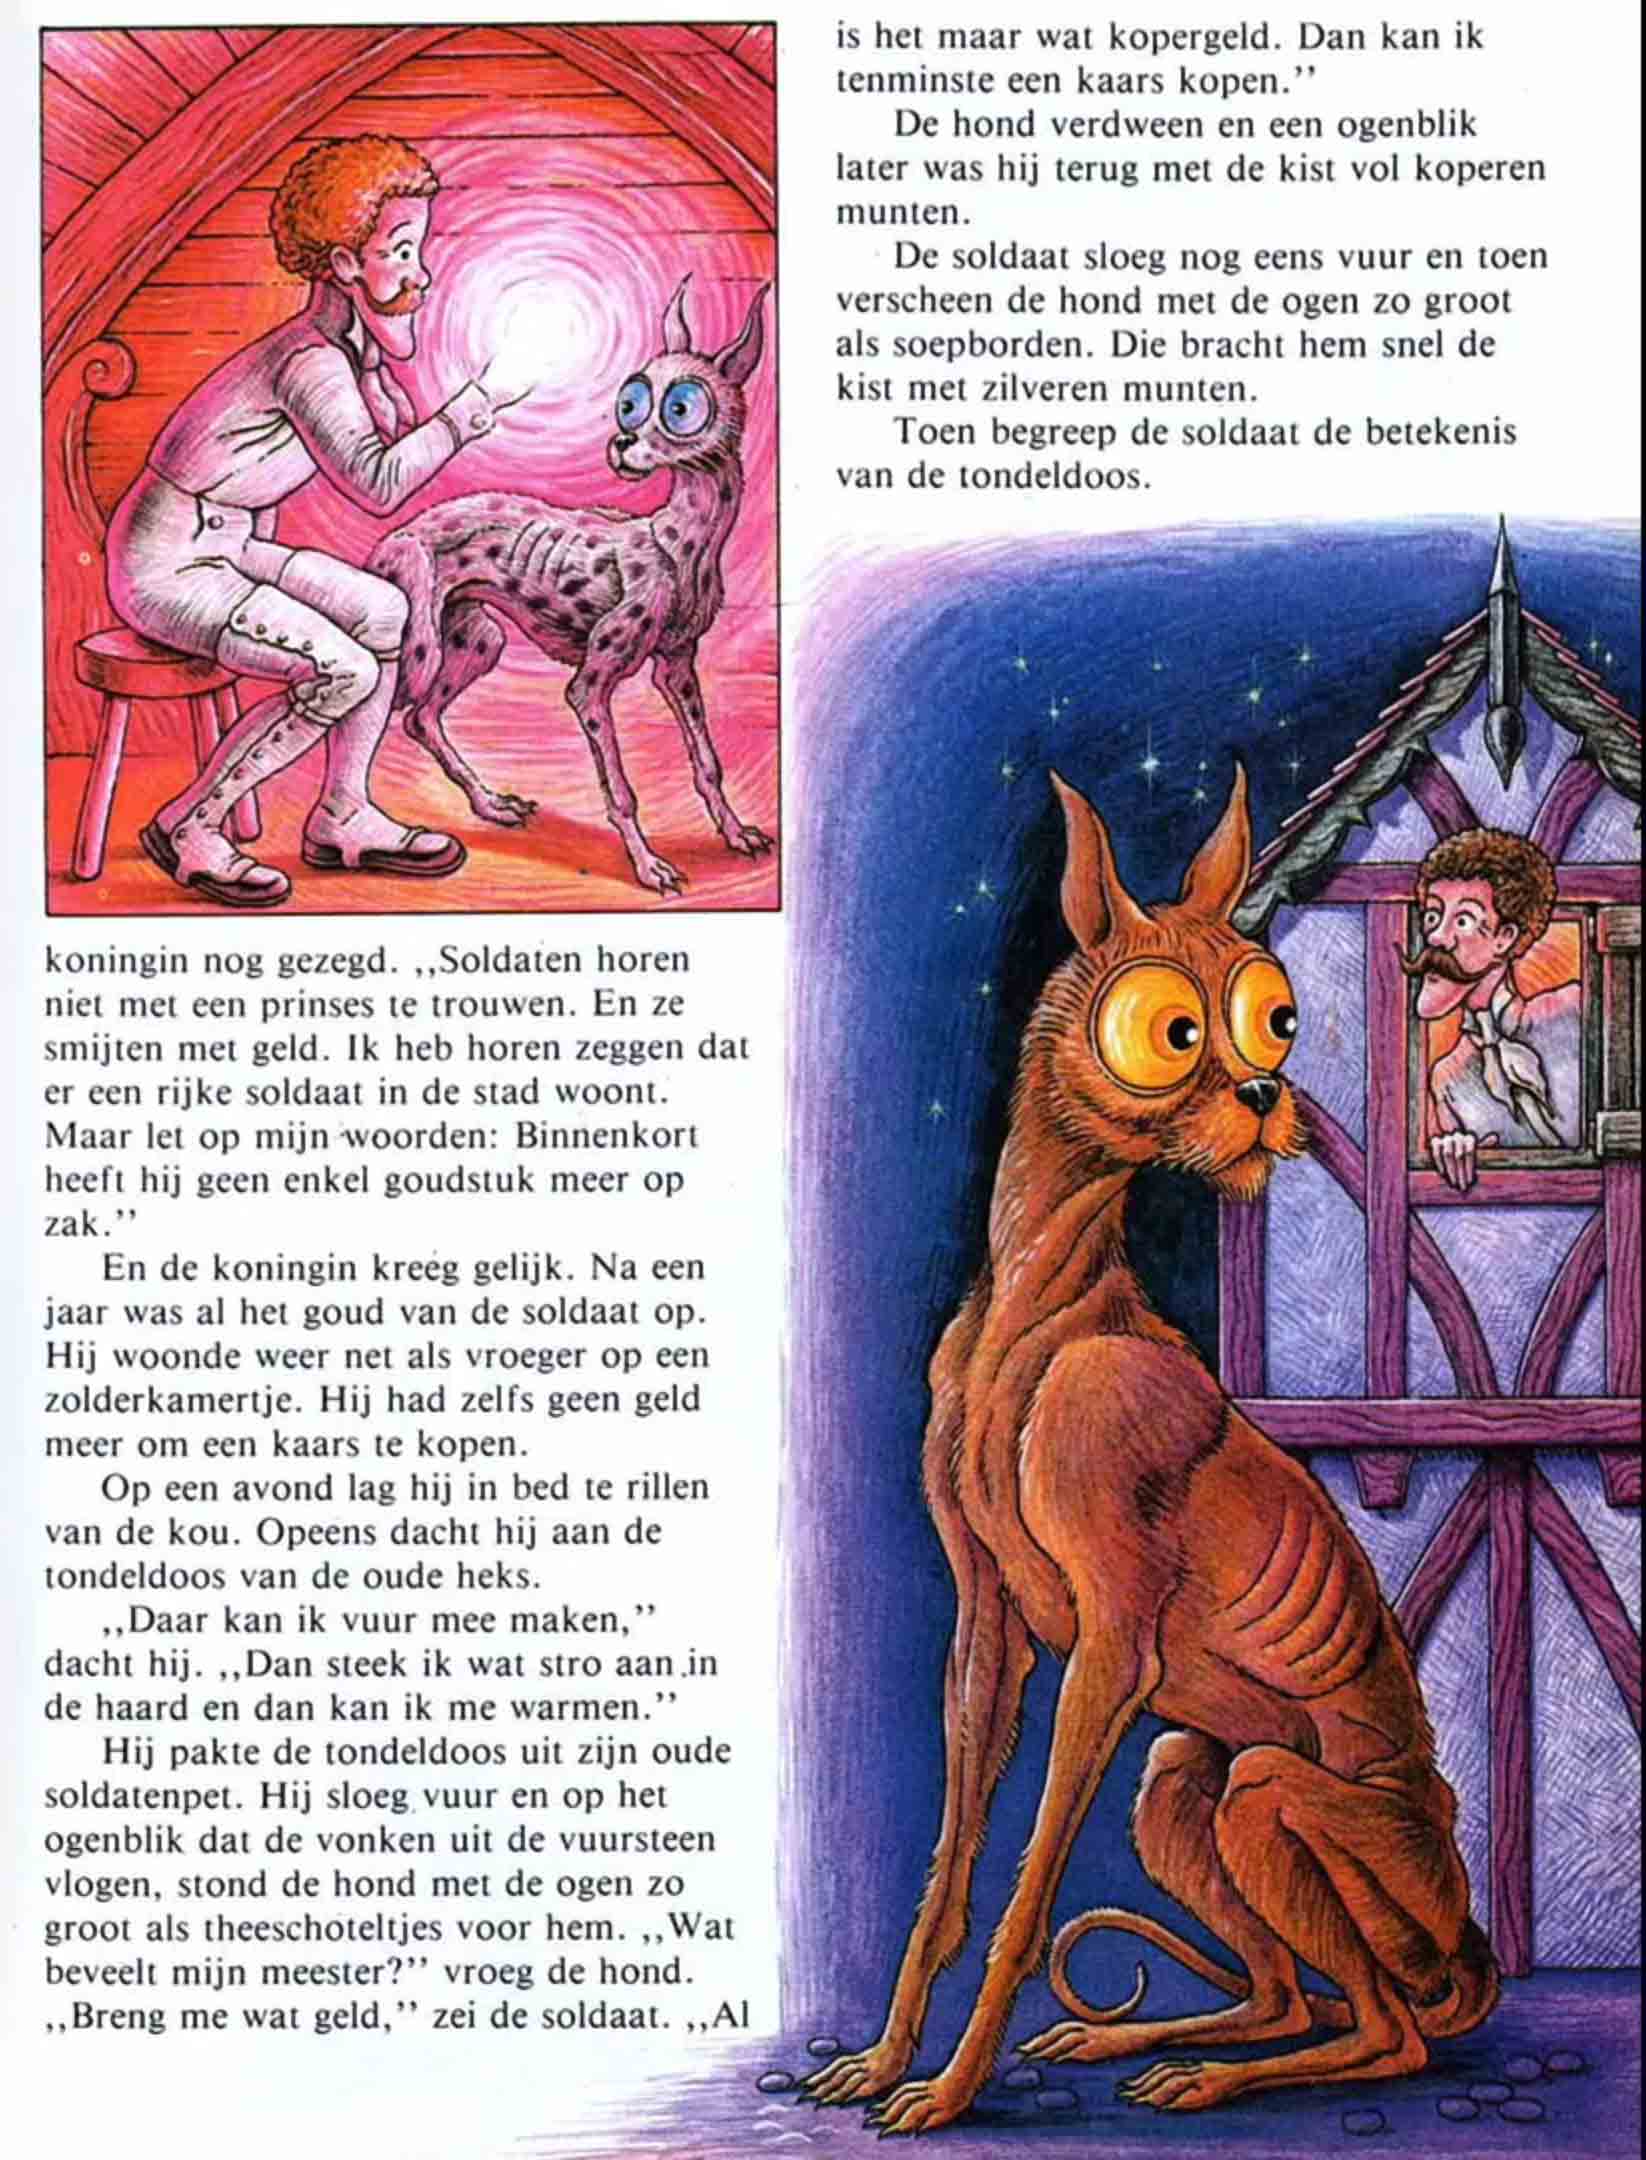 koningin nog gezegd. ,,Soldaten horen
niet met een prinses te trouwen. En ze
smijten met geld. Ik heb horen zeggen dat
er een rijke soldaat in de stad woont.
Maar let op mijn woorden: Binnenkort
heeft hij geen enkel goudstuk meer op
zak.”
En de koningin kreeg gelijk. Na een
jaar was al het goud van de soldaat op.
Hij woonde weer net als vroeger op een
zolderkamertje. Hij had zelfs geen geld
meer om een kaars te kopen.
Op een avond lag hij in bed te rillen
van de kou. Opeens dacht hij aan de
tondeldoos van de oude heks.
,,Daar kan ik vuur mee maken,”
dacht hij. ,,Dan steek ik wat stro aan in
de haard en dan kan ik me warmen.”
Hij pakte de tondeldoos uit zijn oude
soldatenpet. Hij sloeg vuur en op het
ogenblik dat de vonken uit de vuursteen
vlogen, stond de hond met de ogen zo
groot als theeschoteltjes voor hem. ,,Wat
beveelt mijn meester?” vroeg de hond.
,,Breng me wat geld,” zei de soldaat. ,,Al
is het maar wat kopergeld. Dan kan ik
tenminste een kaars kopen.”
De hond verdween en een ogenblik
later was hij terug met de kist vol koperen
munten.
De soldaat sloeg nog eens vuur en toen
verscheen de hond met de ogen zo groot
als soepborden. Die bracht hem snel de
kist met zilveren munten.
Toen begreep de soldaat de betekenis
van de tondeldoos.